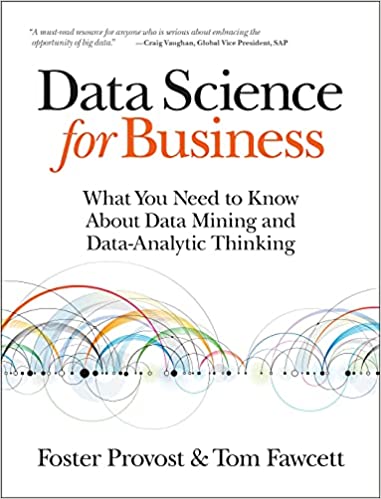 "A must-read resource for anyone who is serious about embracing the
opportunity of big data." —Craig Vaughan, Global Vice President, SAP
Data Science
for Business
What You Need to Know
About Data Mining and
Data-Analytic Thinking
Foster Provost & Tom Fawcett